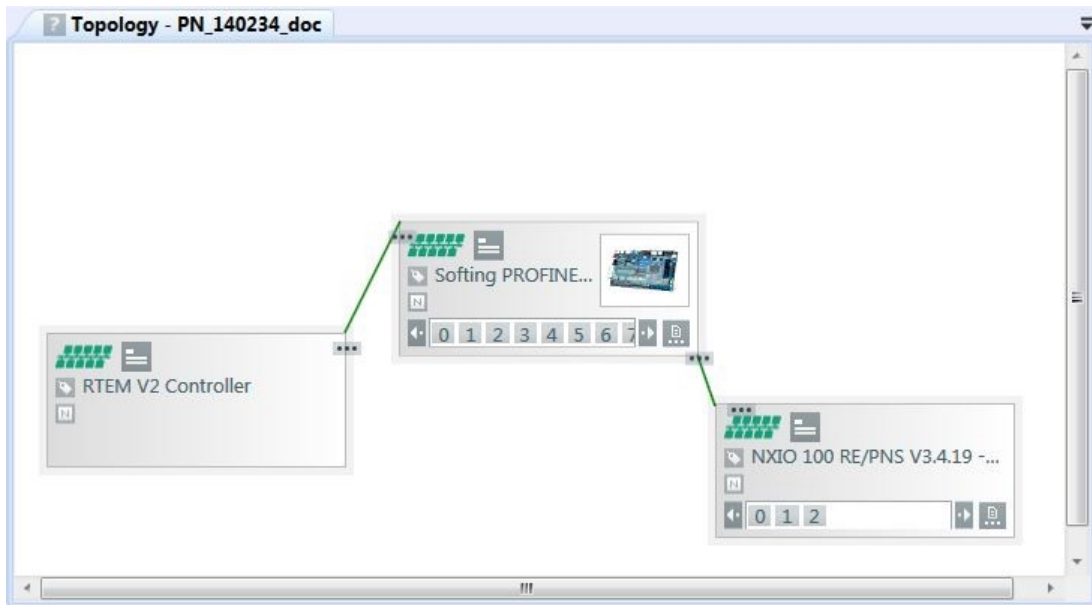 Topology - PN_140234_doc
Softing PROFINE...
N
0 1 2 3 4 5 6 7
RTEM V2 Controller
N
NXIO 100 RE/PNS V3.4.19 -...
N
0 1 2